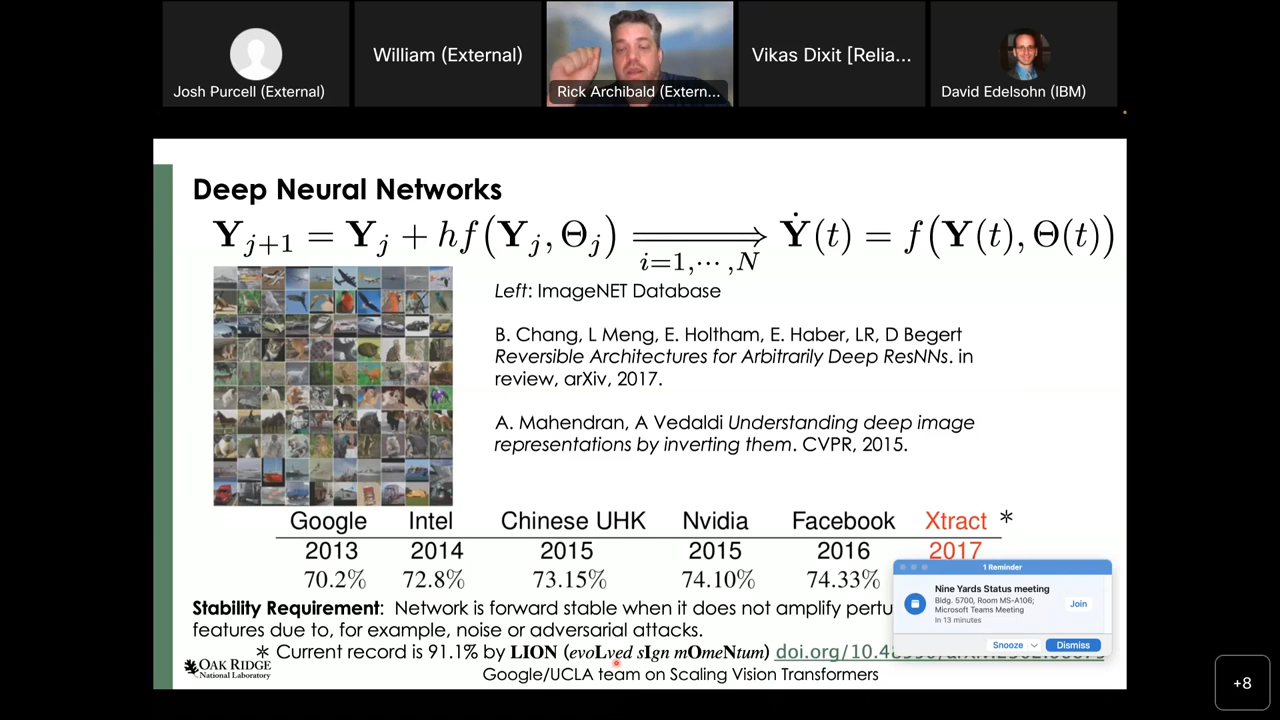 Josh Purcell (External)
William (External)
Rick Archibald (Extern...
Vikas Dixit [Relia...
David Edelsohn (IBM)
Deep Neural Networks
Y_{j+1} = Y_j + hf(Y_j, Θ_j) ⟹ Ẏ(t) = f(Y(t), Θ(t))
i=1,⋯,N
Left: ImageNET Database
B. Chang, L Meng, E. Holtham, E. Haber, LR, D Begert
Reversible Architectures for Arbitrarily Deep ResNNs. in
review, arXiv, 2017.
A. Mahendran, A Vedaldi Understanding deep image
representations by inverting them. CVPR, 2015.
Google Intel Chinese UHK Nvidia Facebook Xtract *
2013 2014 2015 2015 2016 2017
70.2% 72.8% 73.15% 74.10% 74.33%
1 Reminder
Nine Yards Status meeting
Bldg. 5700, Room MS-A106;
Microsoft Teams Meeting
In 13 minutes
Join
Snooze Dismiss
Stability Requirement: Network is forward stable when it does not amplify pertu
features due to, for example, noise or adversarial attacks.
* Current record is 91.1% by LION (evoLved sIgn mOmeNtum)
Google/UCLA team on Scaling Vision Transformers
OAK RIDGE
National Laboratory
+8